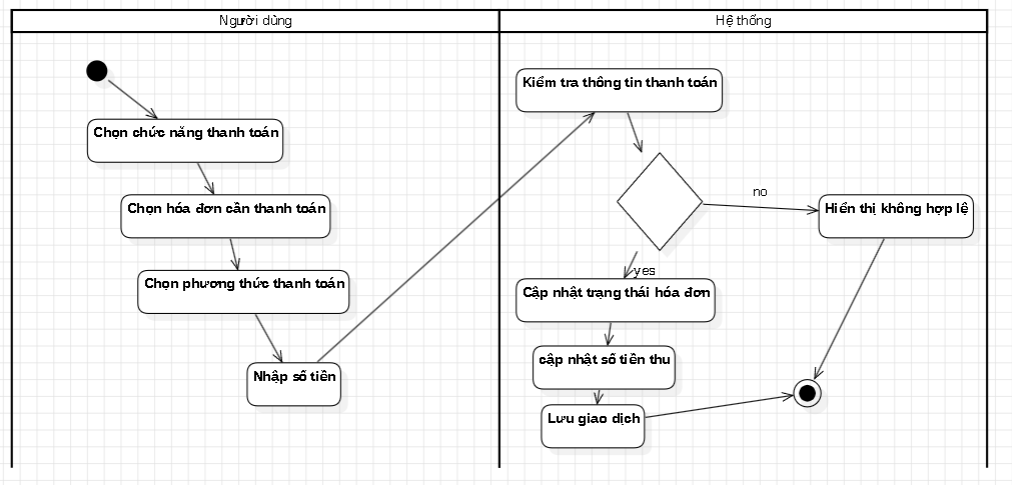 Người dùng
Hệ thống
Chọn chức năng thanh toán
Chọn hóa đơn cần thanh toán
Chọn phương thức thanh toán
Nhập số tiền
Kiểm tra thông tin thanh toán
no
Hiển thị không hợp lệ
yes
Cập nhật trạng thái hóa đơn
cập nhật số tiền thu
Lưu giao dịch